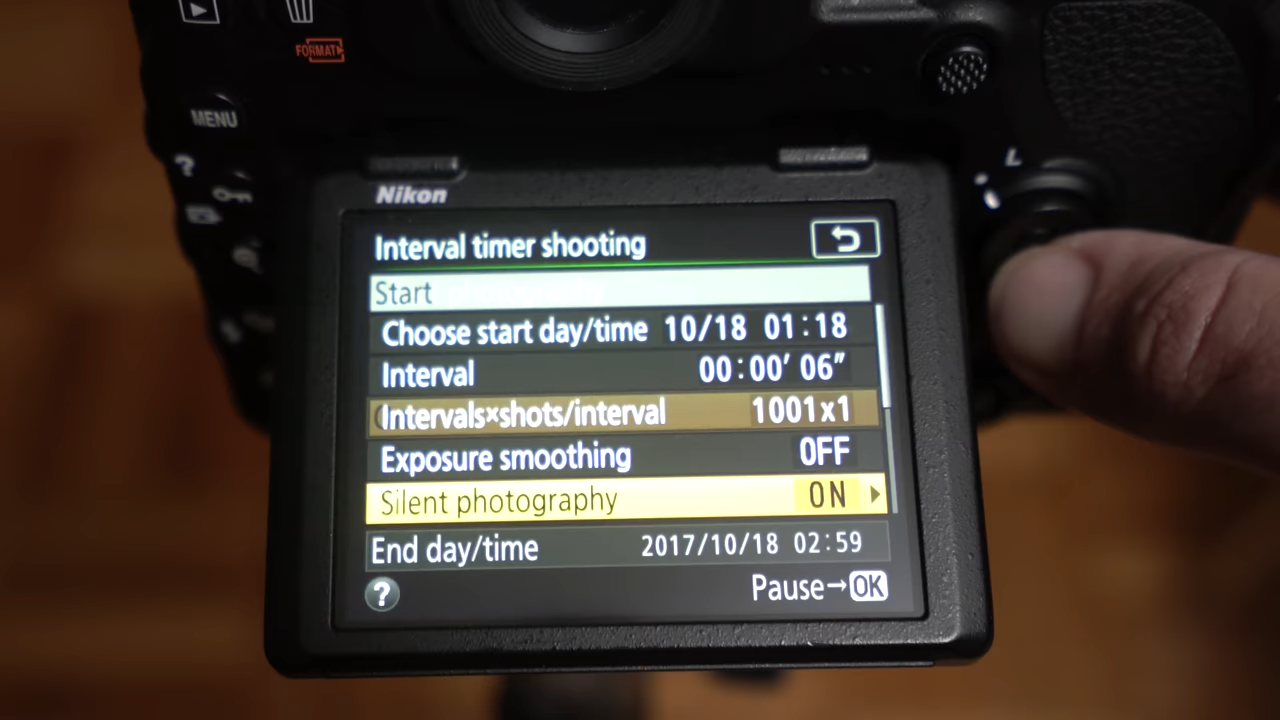 FORMAT
MENU
?
L
Nikon
Interval timer shooting
Start
Choose start day/time 10/18 01:18
Interval 00:00' 06"
Intervals×shots/interval 1001x1
Exposure smoothing OFF
Silent photography ON
End day/time 2017/10/18 02:59
? Pause→OK